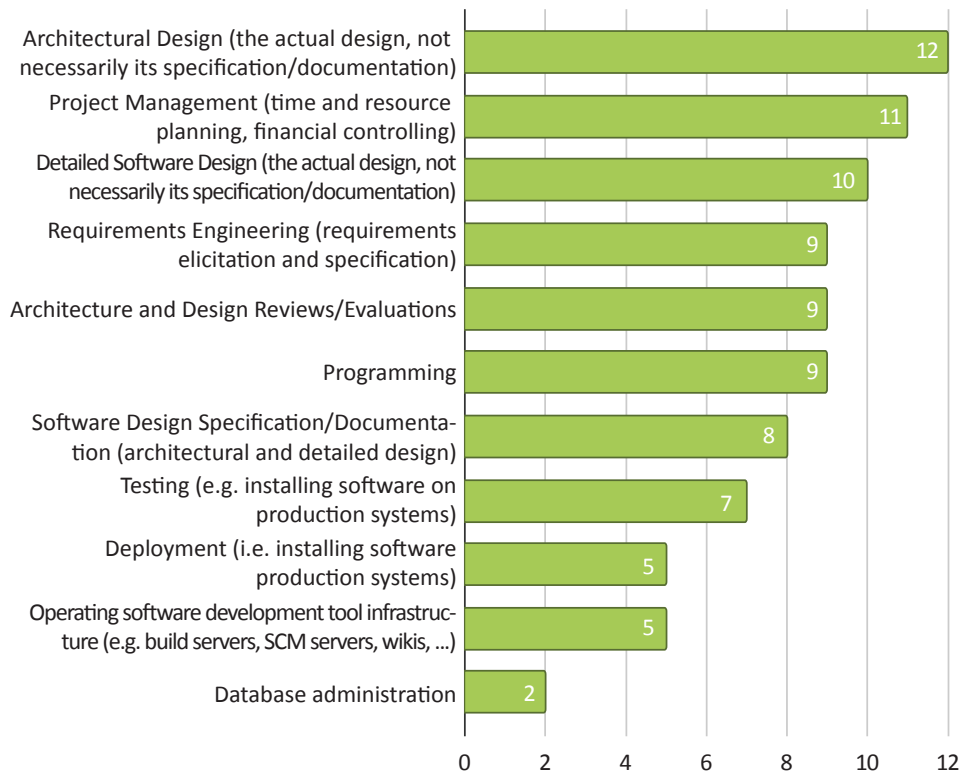 Architectural Design (the actual design, not
necessarily its specification/documentation)
12
Project Management (time and resource
planning, financial controlling)
11
Detailed Software Design (the actual design, not
necessarily its specification/documentation)
10
Requirements Engineering (requirements
elicitation and specification)
9
Architecture and Design Reviews/Evaluations
9
Programming
9
Software Design Specification/Documenta-
tion (architectural and detailed design)
8
Testing (e.g. installing software on
production systems)
7
Deployment (i.e. installing software
production systems)
5
Operating software development tool infrastruc-
ture (e.g. build servers, SCM servers, wikis, ...)
5
Database administration
2
0 2 4 6 8 10 12